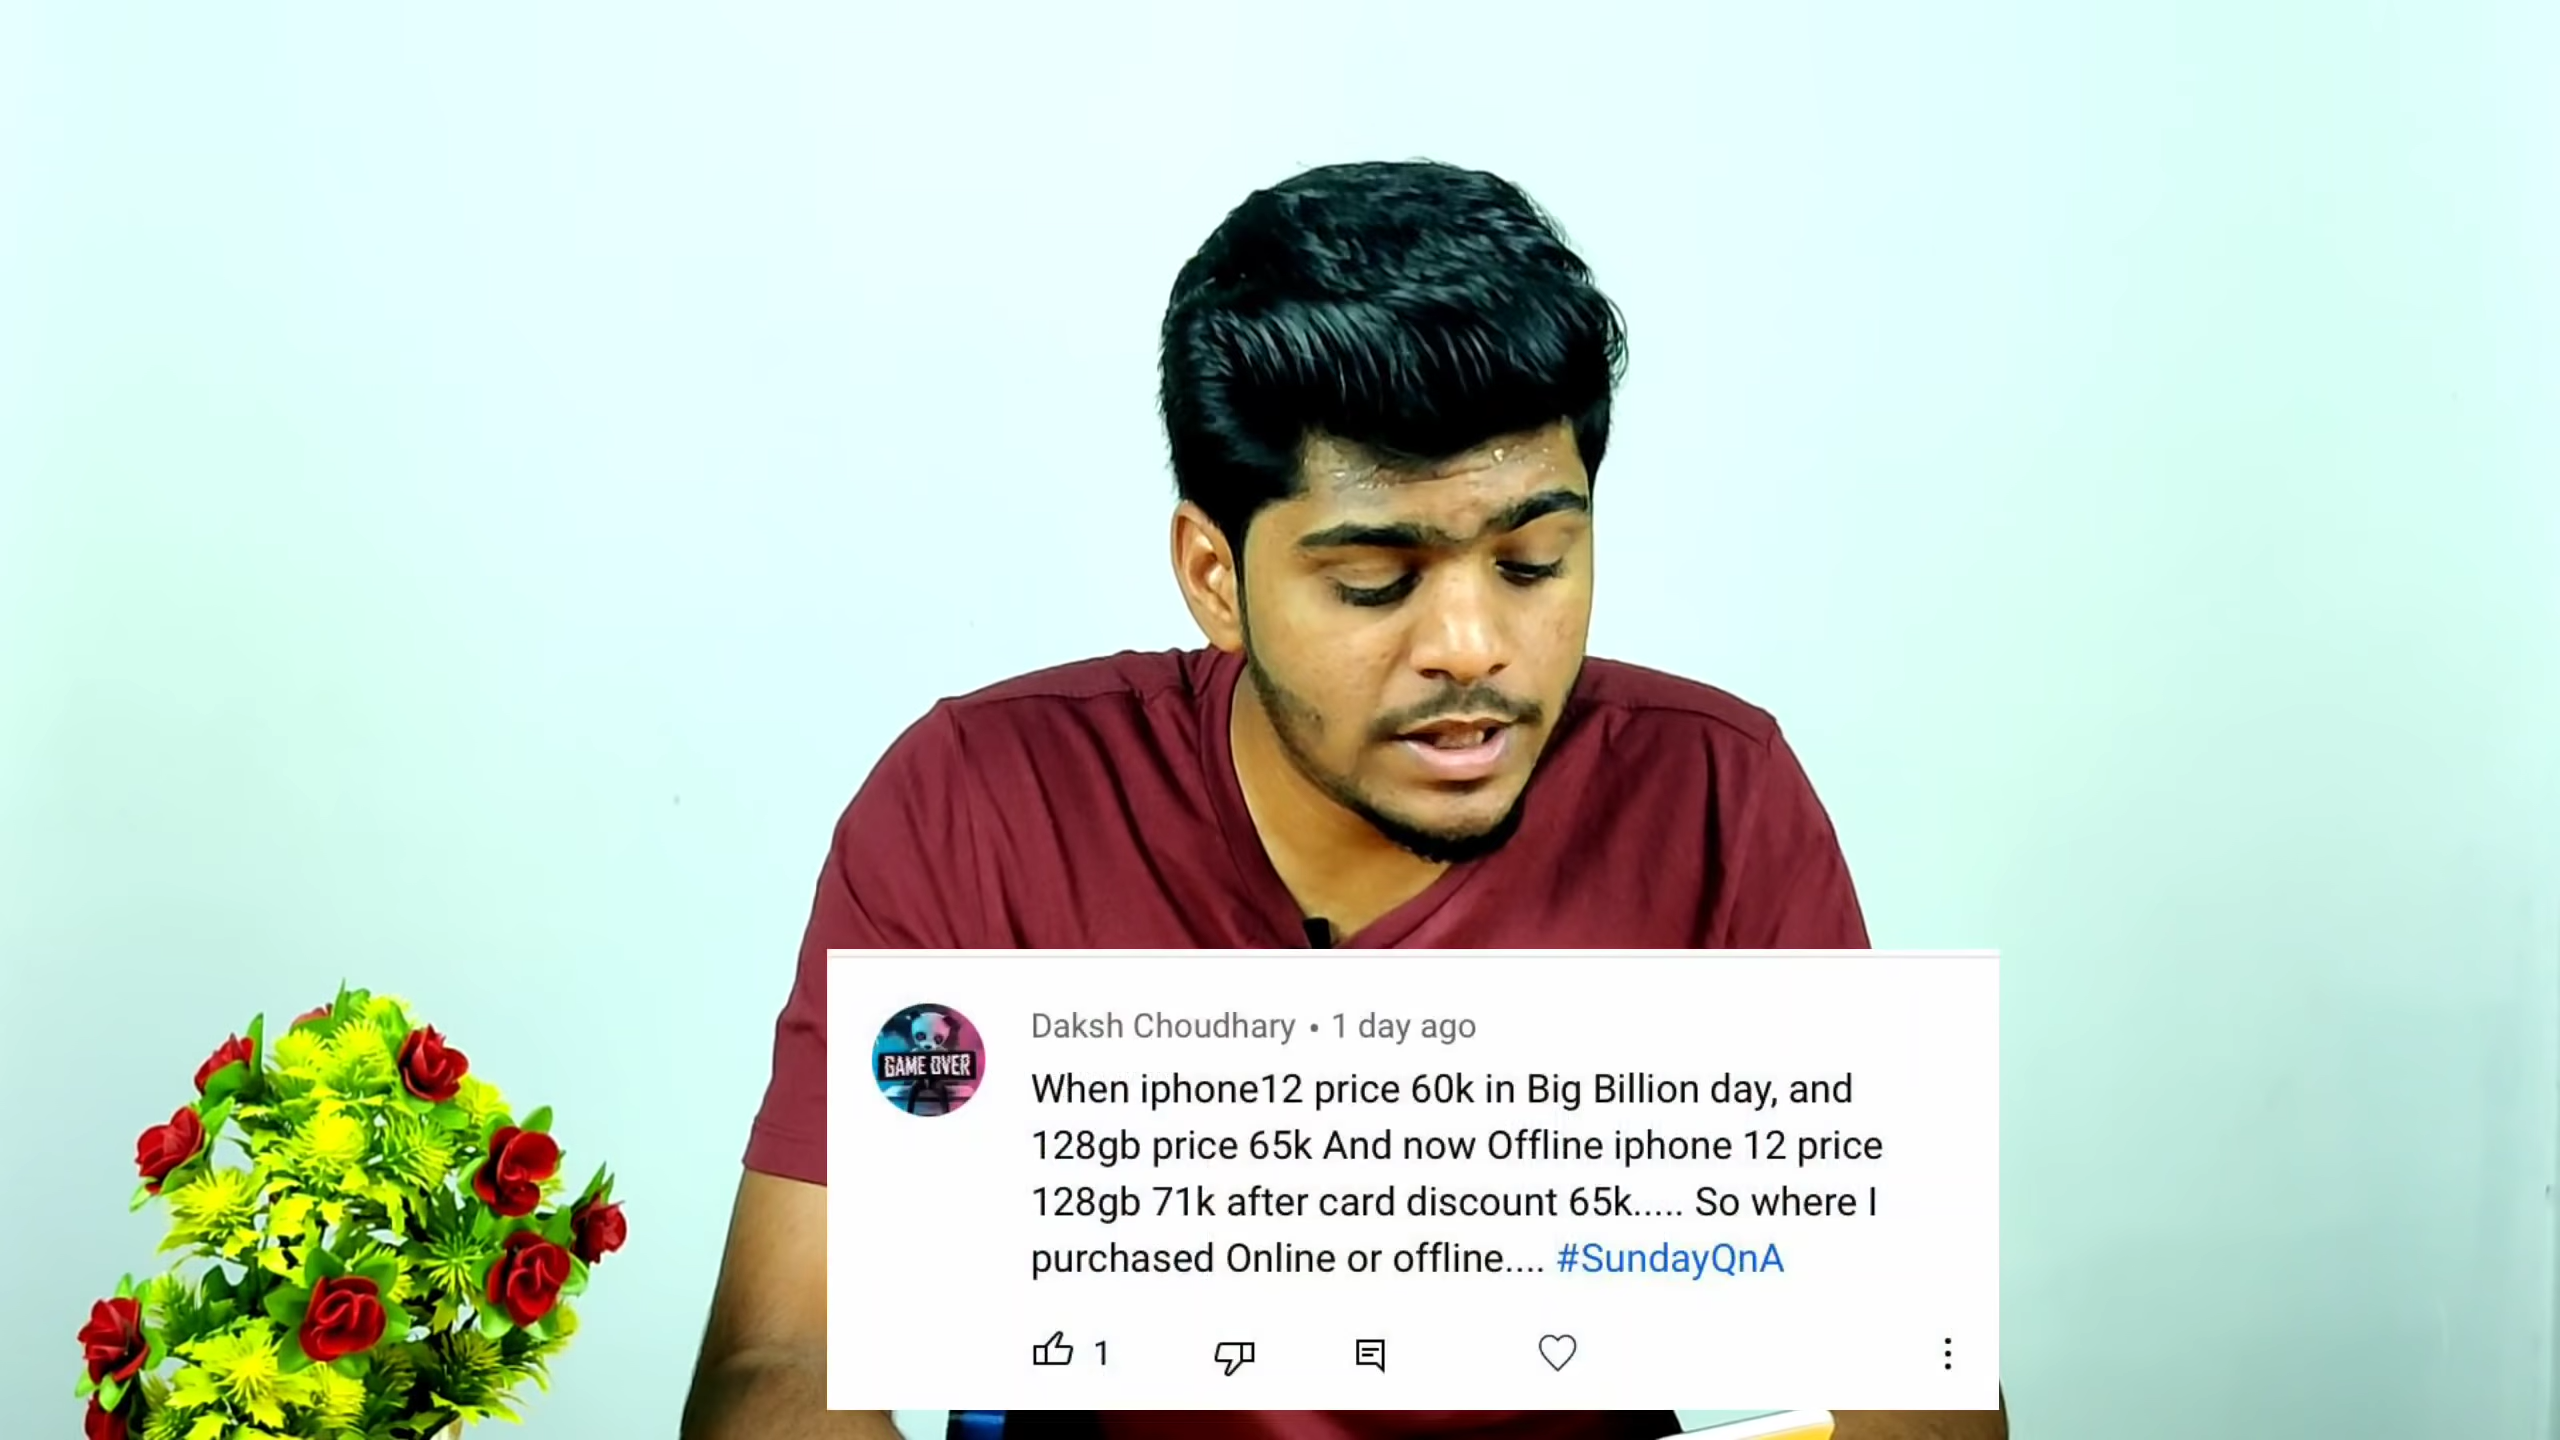 GAME OVER
Daksh Choudhary • 1 day ago
When iphone12 price 60k in Big Billion day, and
128gb price 65k And now Offline iphone 12 price
128gb 71k after card discount 65k..... So where I
purchased Online or offline.... #SundayQnA
1